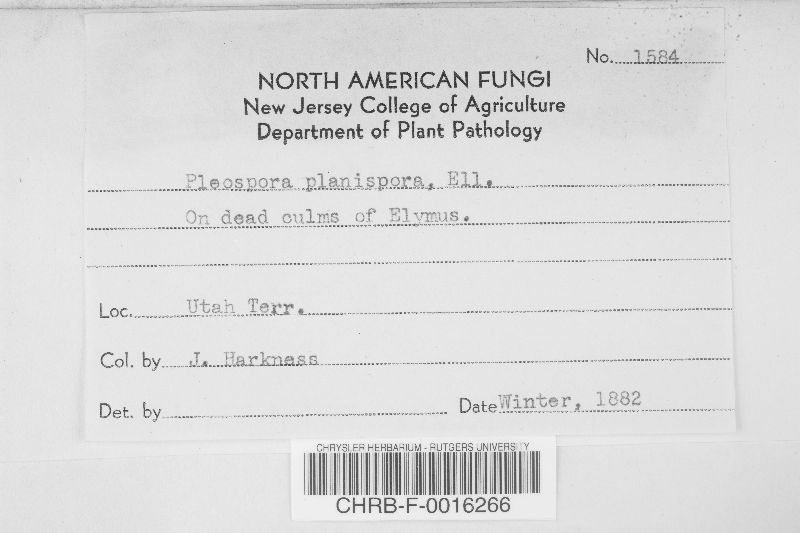 No. 1584
NORTH AMERICAN FUNGI
New Jersey College of Agriculture
Department of Plant Pathology
Pleospora planispora, Ell.
On dead culms of Elymus.
Loc. Utah Terr.
Col. by J. Harkness
Det. by
Date Winter, 1882
CHRYSLER HERBARIUM - RUTGERS UNIVERSITY
CHRB-F-0016266